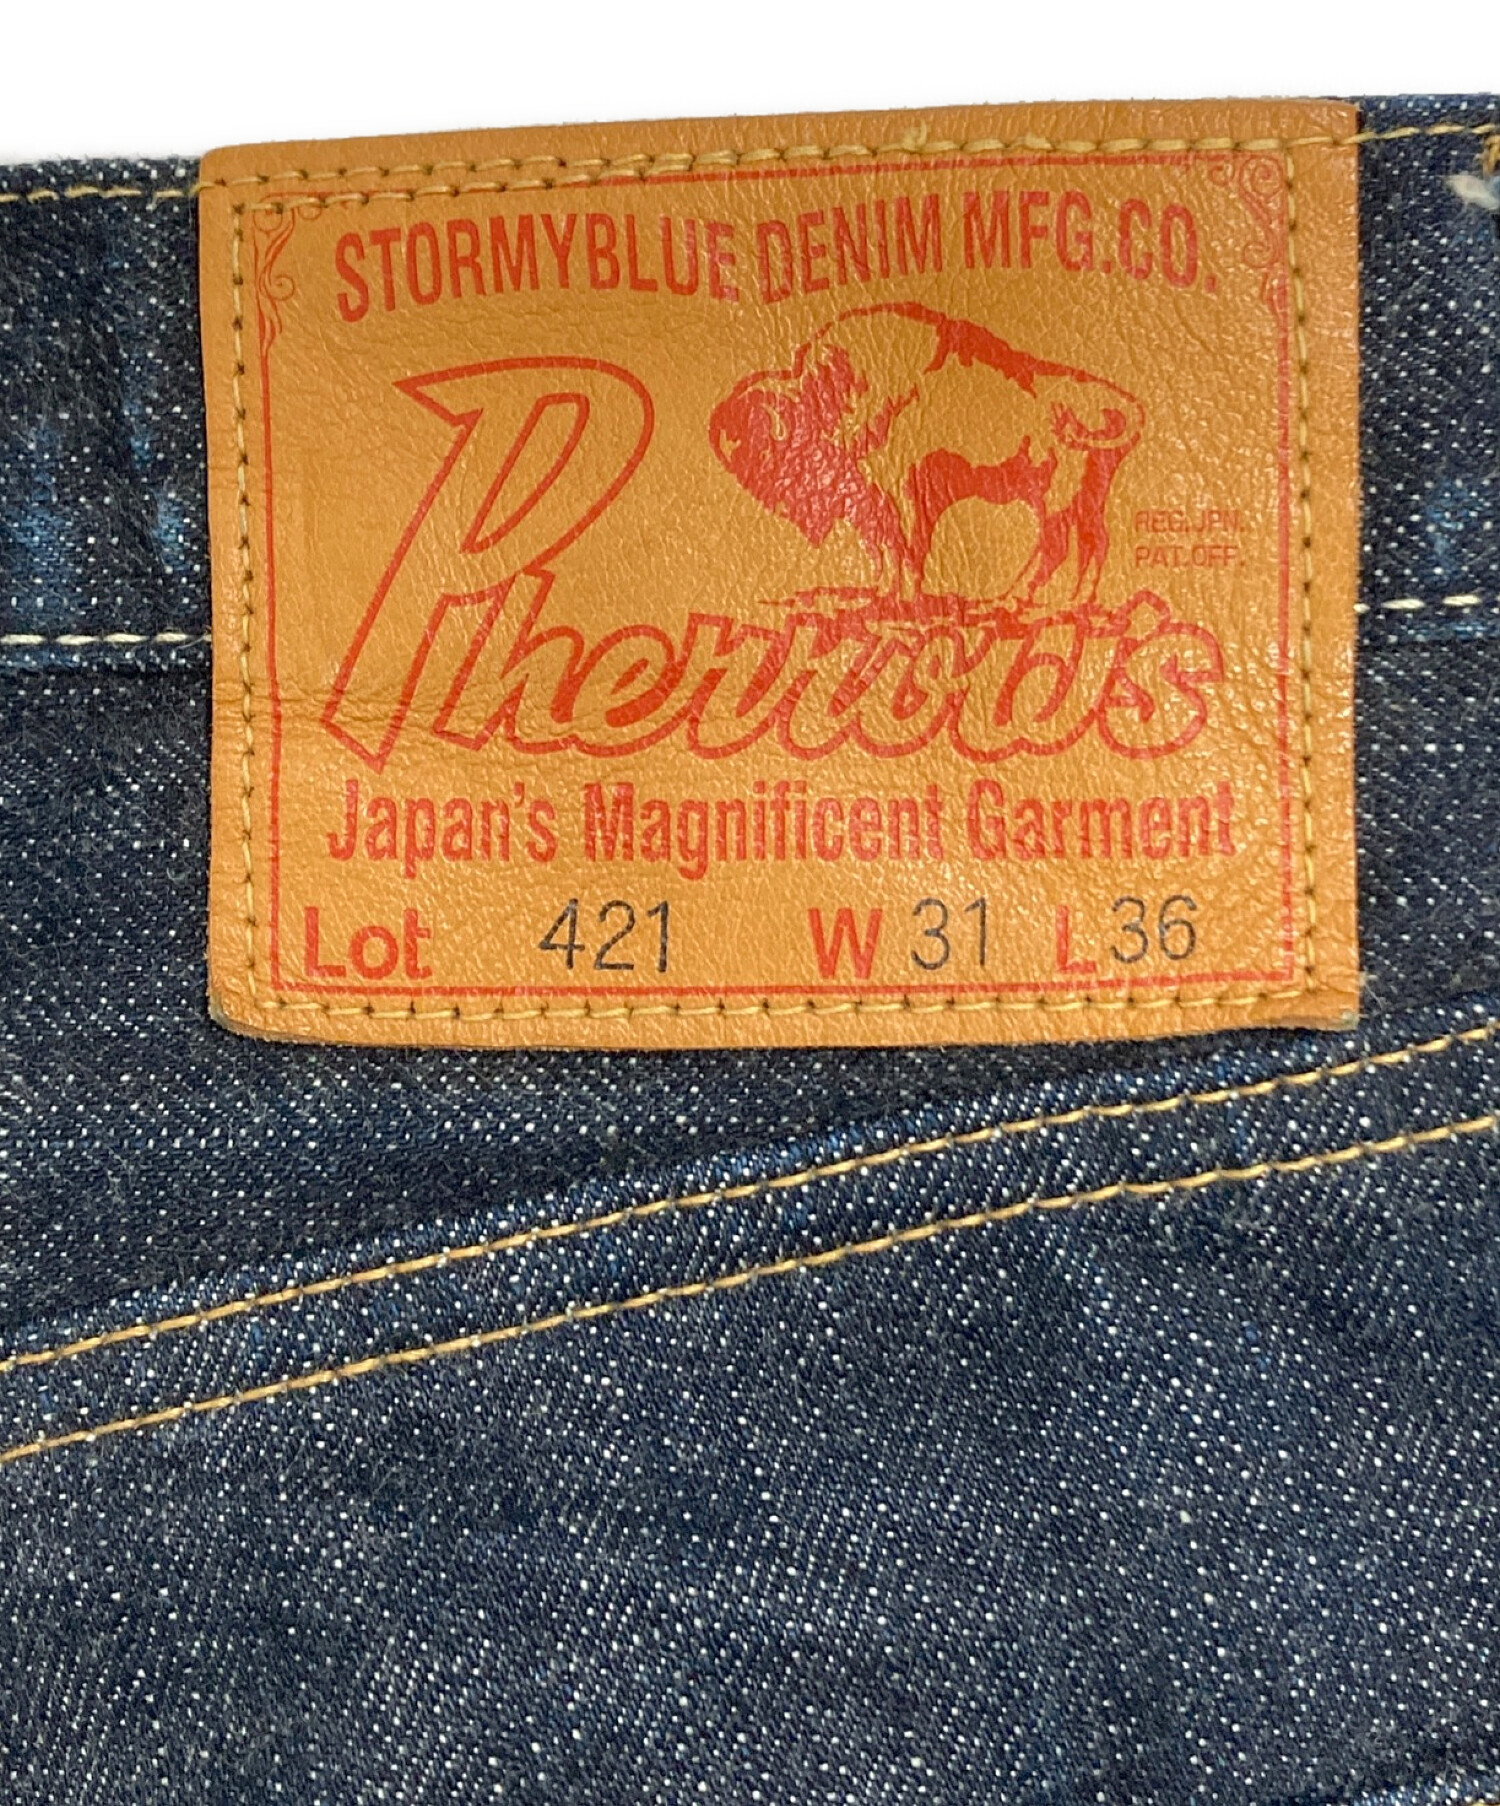 STORMYBLUE DENIM MFG.CO.
REG.JPN.
PAT.OFF.
Pherrow's
Japan's Magnificent Garment
Lot 421 W 31 L 36